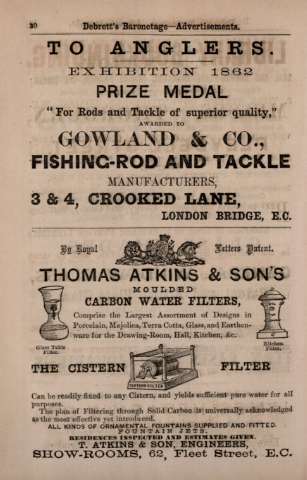 20 Debrett's Baronetage—Advertisements.
TO ANGLERS.
EXHIBITION 1862
PRIZE MEDAL
"For Rods and Tackle of superior quality,"
AWARDED TO
GOWLAND & CO.,
FISHING-ROD AND TACKLE
MANUFACTURERS,
3 & 4, CROOKED LANE,
LONDON BRIDGE, E.C.
By Royal Letters Patent.
THOMAS ATKINS & SON'S
MOULDED
CARBON WATER FILTERS,
Comprise the Largest Assortment of Designs in
Porcelain, Majolica, Terra Cotta, Glass, and Earthen-
ware for the Drawing-Room, Hall, Kitchen, &c.
Glass Table
Filter.
Kitchen
Filter.
THE CISTERN FILTER
Can be readily fixed to any Cistern, and yields sufficient pure water for all
purposes.
The plan of Filtering through Solid Carbon is universally acknowledged
as the most effective yet introduced.
ALL KINDS OF ORNAMENTAL FOUNTAINS SUPPLIED AND FITTED.
FOUNTAIN JETS.
RESIDENCES INSPECTED AND ESTIMATES GIVEN.
T. ATKINS & SON, ENGINEERS,
SHOW-ROOMS, 62, Fleet Street, E.C.